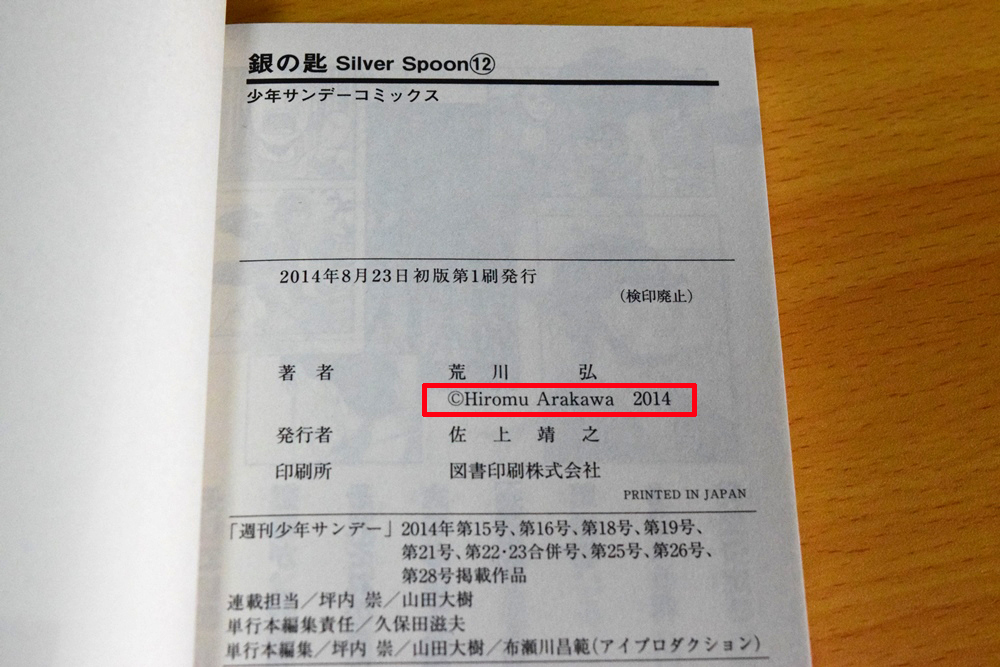 銀の匙 Silver Spoon⑫
少年サンデーコミックス
2014年8月23日初版第1刷発行
(検印廃止)
著者 荒川 弘
©Hiromu Arakawa 2014
発行者 佐上靖之
印刷所 図書印刷株式会社
PRINTED IN JAPAN
「週刊少年サンデー」2014年第15号、第16号、第18号、第19号、
第21号、第22・23合併号、第25号、第26号、
第28号掲載作品
連載担当/坪内 崇/山田大樹
単行本編集責任/久保田滋夫
単行本編集/坪内 崇/山田大樹/布瀬川昌範(アイプロダクション)